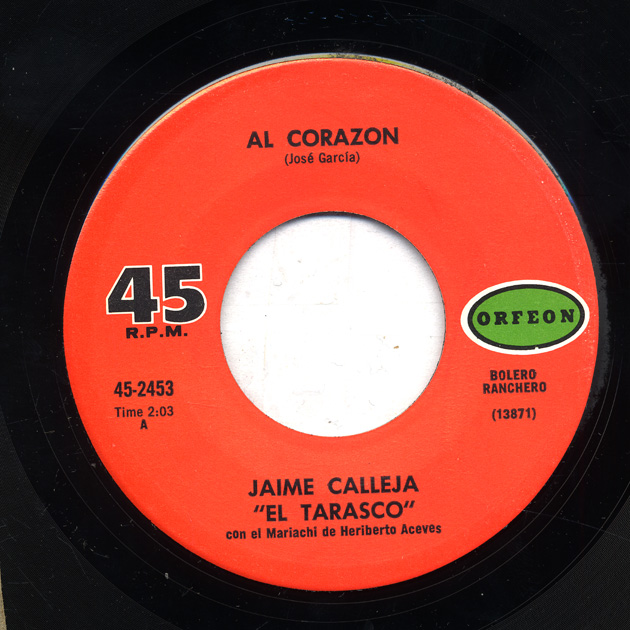 AL CORAZON
(José García)
45
R.P.M.
ORFEON
45-2453
Time 2:03
A
BOLERO
RANCHERO
(13871)
JAIME CALLEJA
"EL TARASCO"
con el Mariachi de Heriberto Aceves